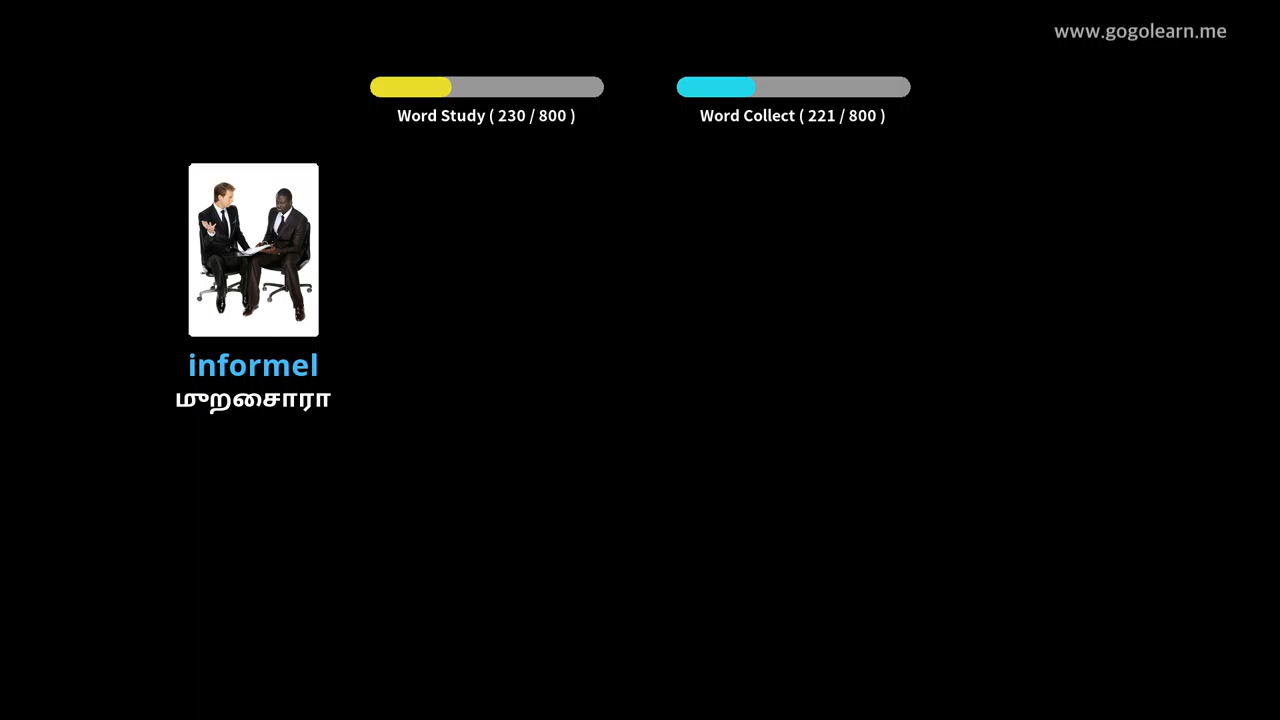 www.gogolearn.me
Word Study ( 230 / 800 )
Word Collect ( 221 / 800 )
informel
முறைசாரா